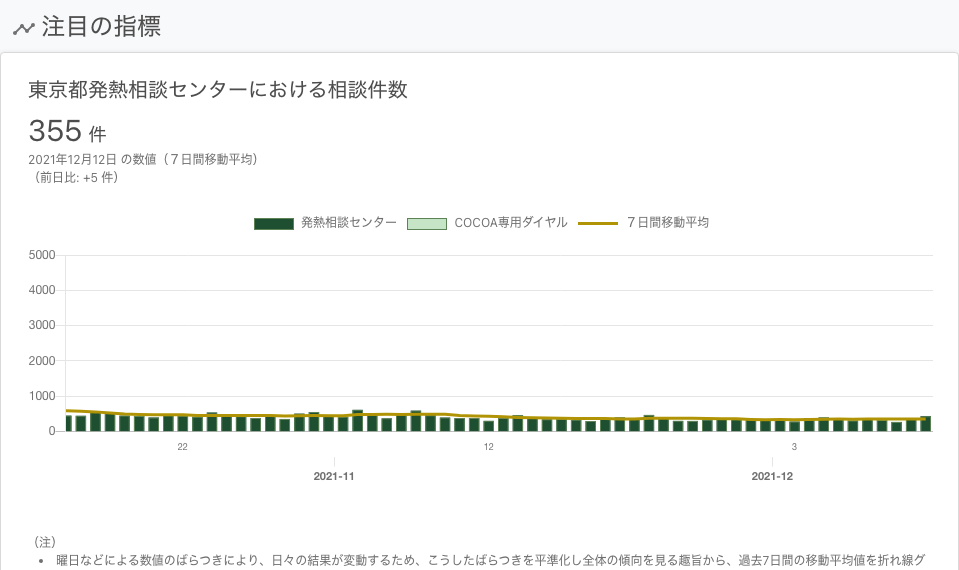 注目の指標
東京都発熱相談センターにおける相談件数
355 件
2021年12月12日 の数値（７日間移動平均）
（前日比: +5 件）
発熱相談センター COCOA専用ダイヤル ７日間移動平均
5000
4000
3000
2000
1000
0
22 12 3
2021-11 2021-12
（注）
• 曜日などによる数値のばらつきにより、日々の結果が変動するため、こうしたばらつきを平準化し全体の傾向を見る趣旨から、過去7日間の移動平均値を折れ線グ